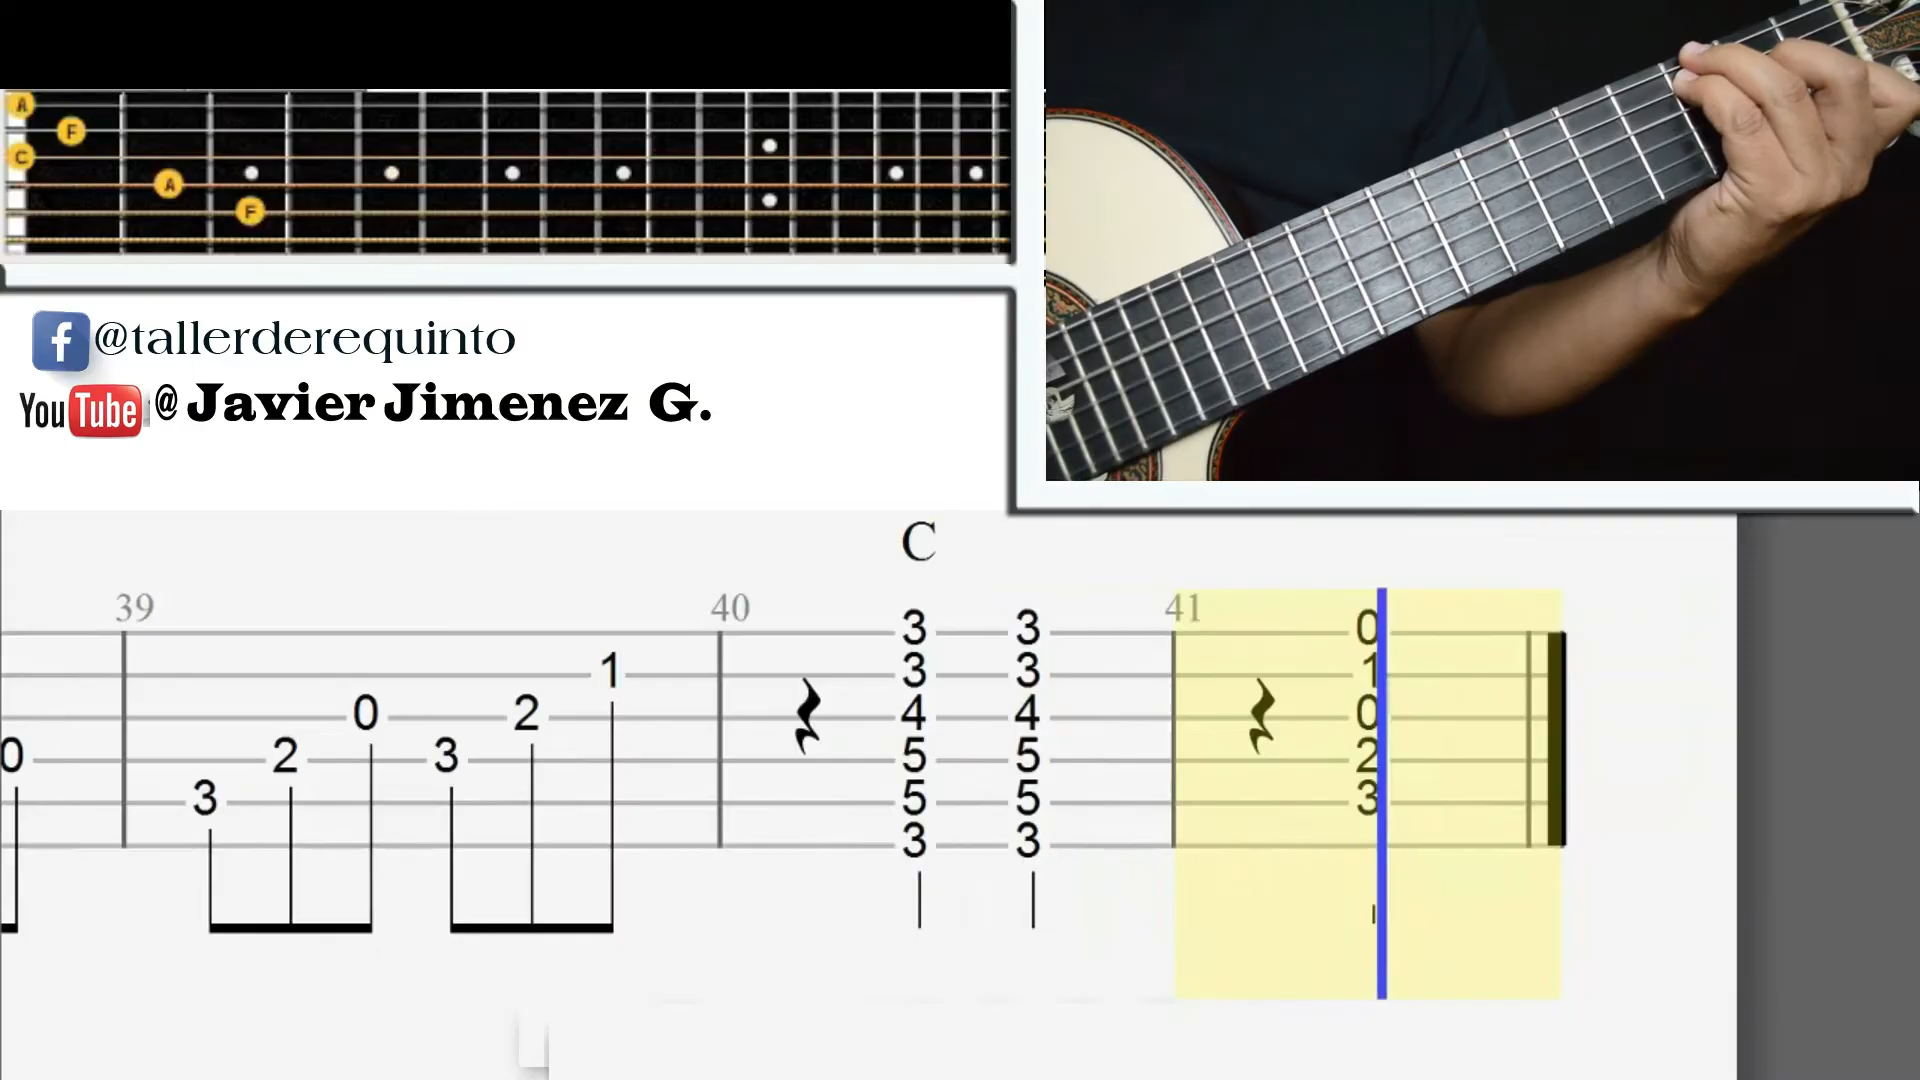 A
F
C
A
F
@tallerderequinto
YouTube @Javier Jimenez G.
C
39 40 41
3 3 0
1 3 3 1
0 2 4 4 0
0 2 3 5 5 2
3 5 5 3
3 3